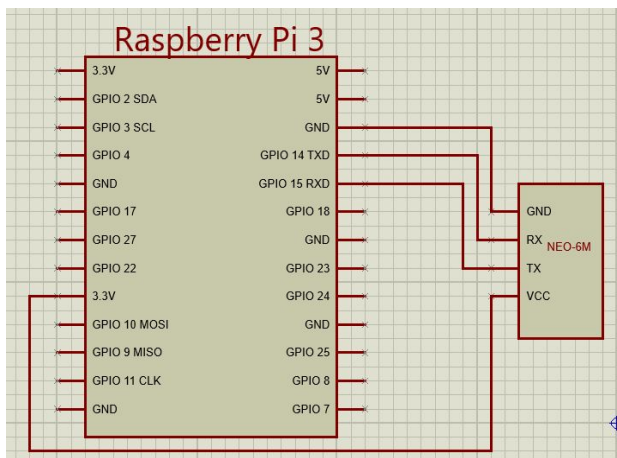 Raspberry Pi 3
3.3V 5V
GPIO 2 SDA 5V
GPIO 3 SCL GND
GPIO 4 GPIO 14 TXD
GND GPIO 15 RXD
GPIO 17 GPIO 18
GPIO 27 GND
GPIO 22 GPIO 23
3.3V GPIO 24
GPIO 10 MOSI GND
GPIO 9 MISO GPIO 25
GPIO 11 CLK GPIO 8
GND GPIO 7
GND
RX
NEO-6M
TX
VCC